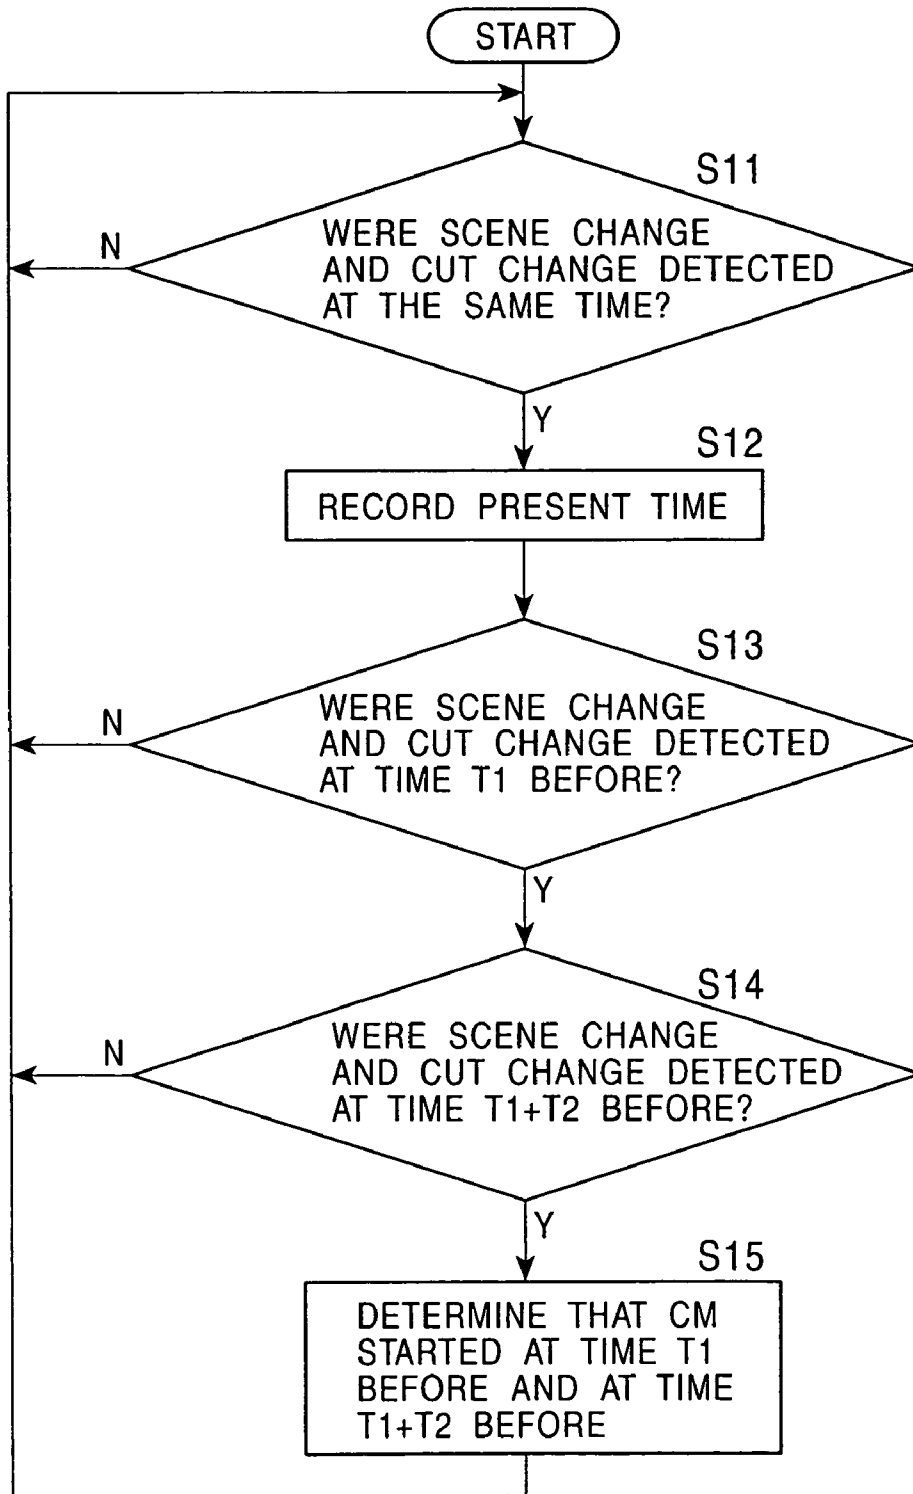 START
S11
WERE SCENE CHANGE
AND CUT CHANGE DETECTED
AT THE SAME TIME?
N
Y
S12
RECORD PRESENT TIME
S13
WERE SCENE CHANGE
AND CUT CHANGE DETECTED
AT TIME T1 BEFORE?
N
Y
S14
WERE SCENE CHANGE
AND CUT CHANGE DETECTED
AT TIME T1+T2 BEFORE?
N
Y
S15
DETERMINE THAT CM
STARTED AT TIME T1
BEFORE AND AT TIME
T1+T2 BEFORE